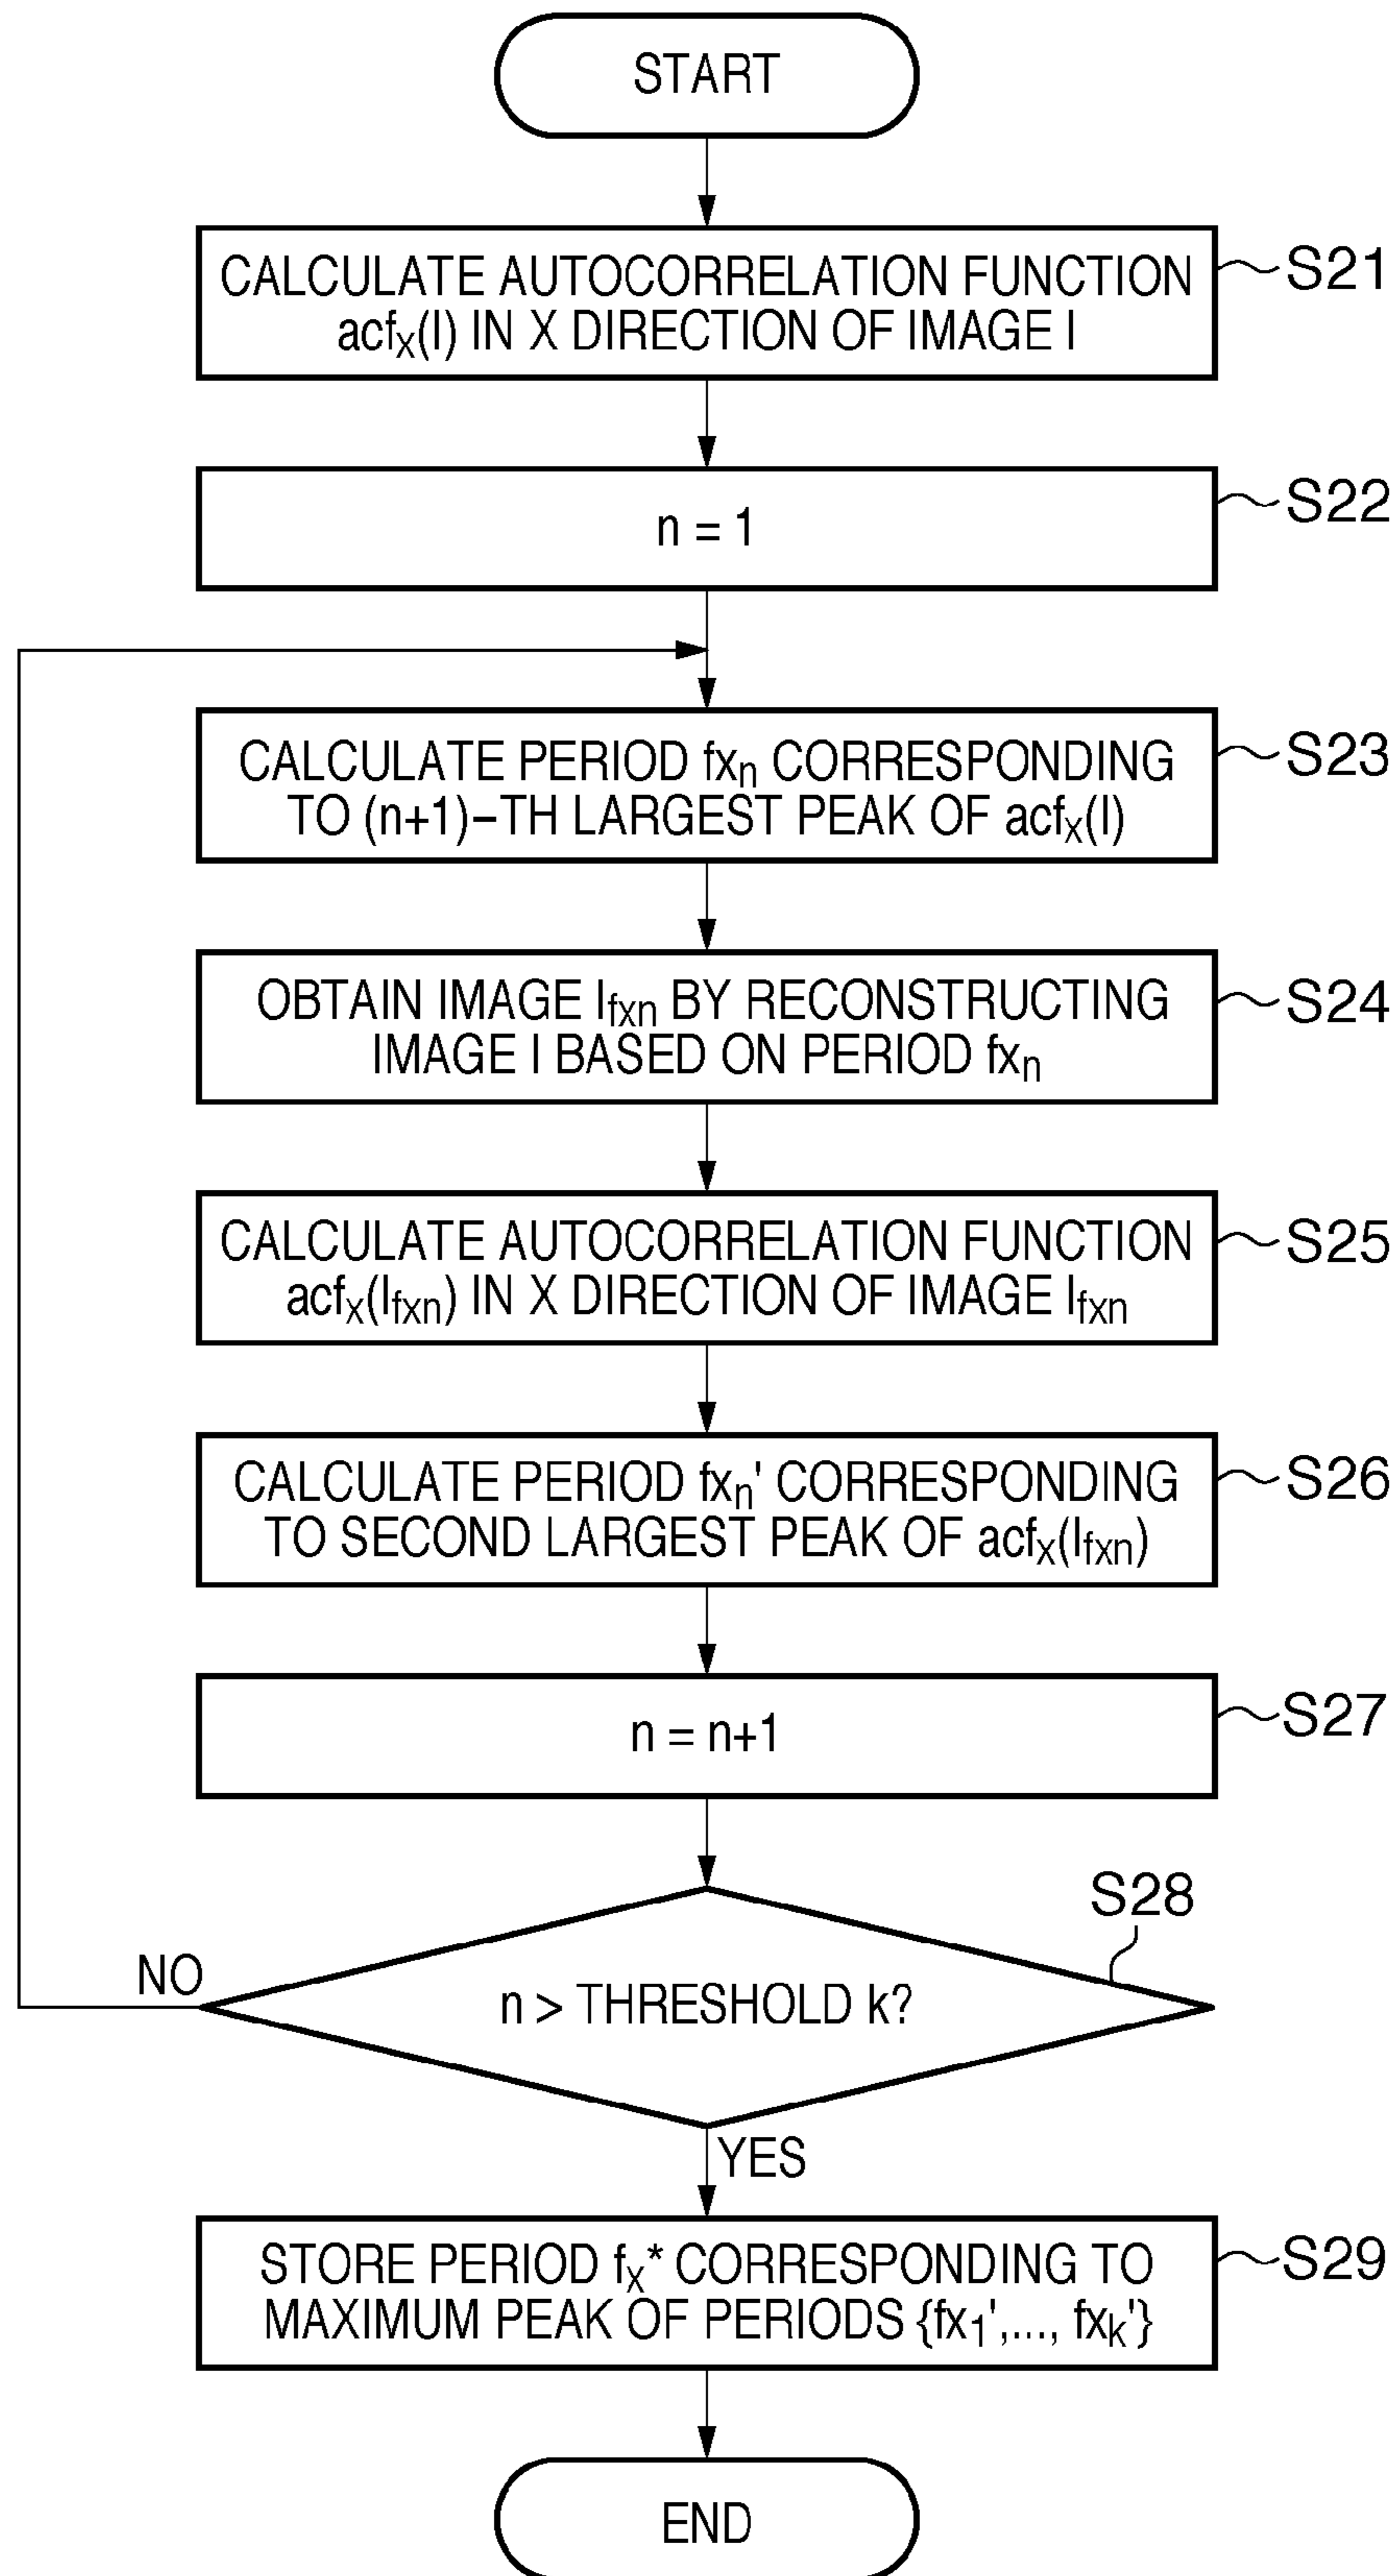 START
CALCULATE AUTOCORRELATION FUNCTION
acfx(I) IN X DIRECTION OF IMAGE I
S21
n = 1
S22
CALCULATE PERIOD fxn CORRESPONDING
TO (n+1)–TH LARGEST PEAK OF acfx(I)
S23
OBTAIN IMAGE Ifxn BY RECONSTRUCTING
IMAGE I BASED ON PERIOD fxn
S24
CALCULATE AUTOCORRELATION FUNCTION
acfx(Ifxn) IN X DIRECTION OF IMAGE Ifxn
S25
CALCULATE PERIOD fxn' CORRESPONDING
TO SECOND LARGEST PEAK OF acfx(Ifxn)
S26
n = n+1
S27
S28
NO
n > THRESHOLD k?
YES
STORE PERIOD fx* CORRESPONDING TO
MAXIMUM PEAK OF PERIODS {fx1',..., fxk'}
S29
END